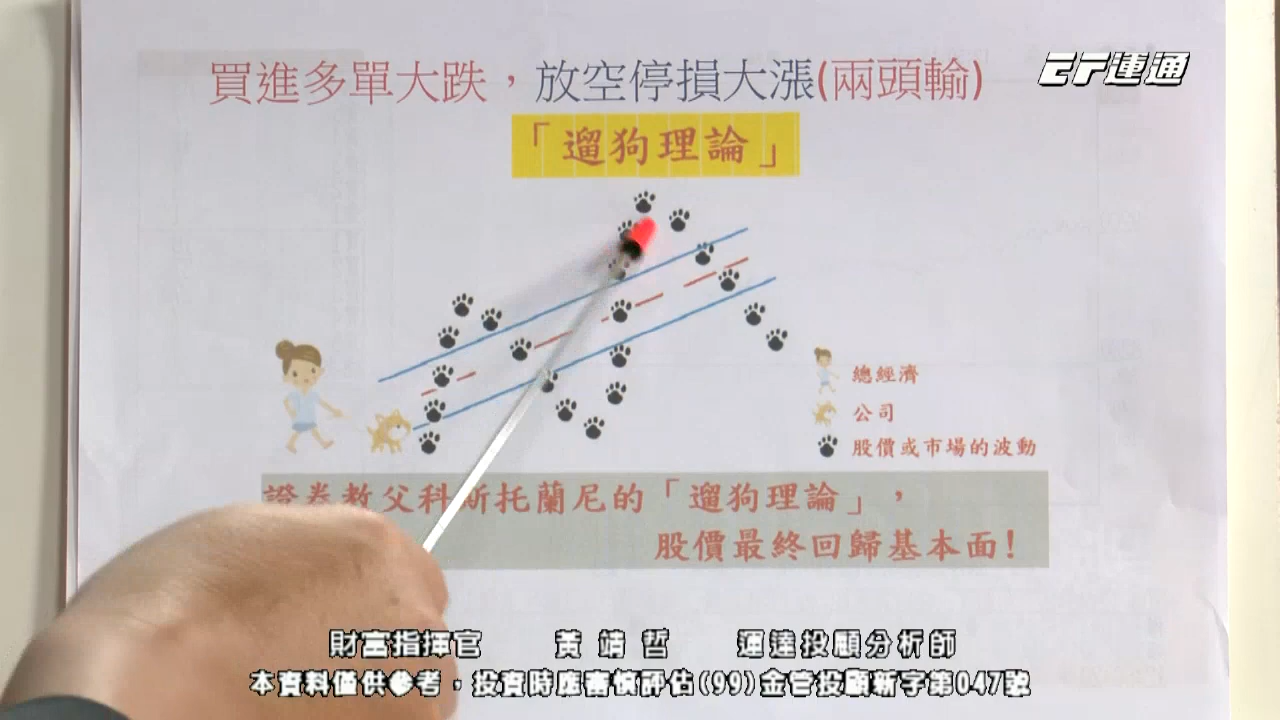 EF運通
買進多單大跌，放空停損大漲(兩頭輸)
「遛狗理論」
總經濟
公司
股價或市場的波動
證券教父科斯托蘭尼的「遛狗理論」，
股價最終回歸基本面!
財富指揮官 黃靖哲 運達投顧分析師
本資料僅供參考，投資時應審慎評估(99)金管投顧新字第047號